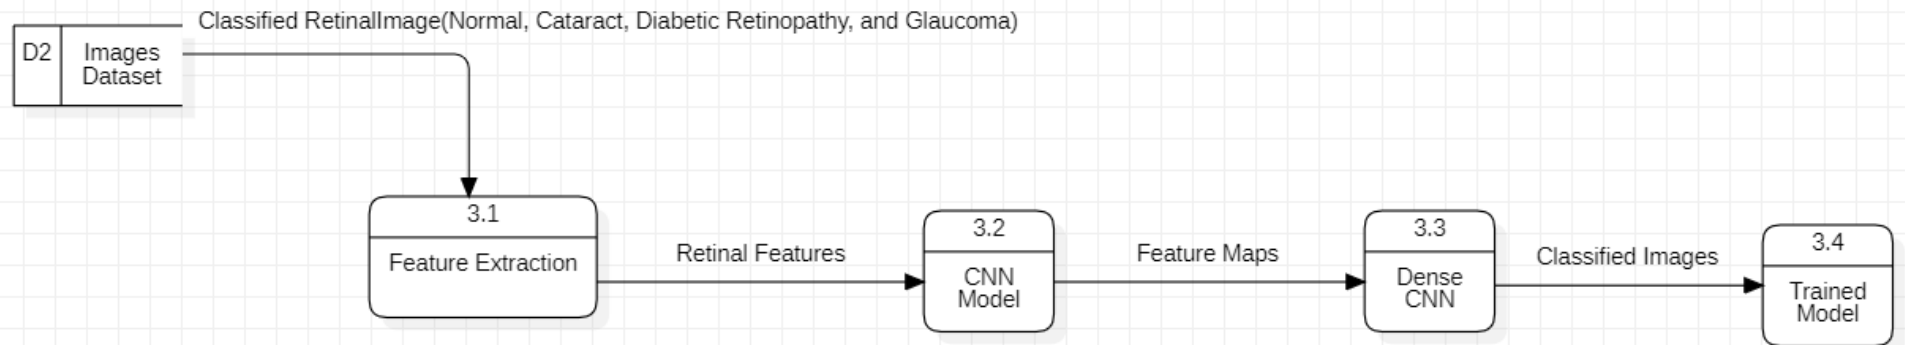 Classified RetinalImage(Normal, Cataract, Diabetic Retinopathy, and Glaucoma)
D2
Images
Dataset
3.1
Feature Extraction
Retinal Features
3.2
CNN
Model
Feature Maps
3.3
Dense
CNN
Classified Images
3.4
Trained
Model